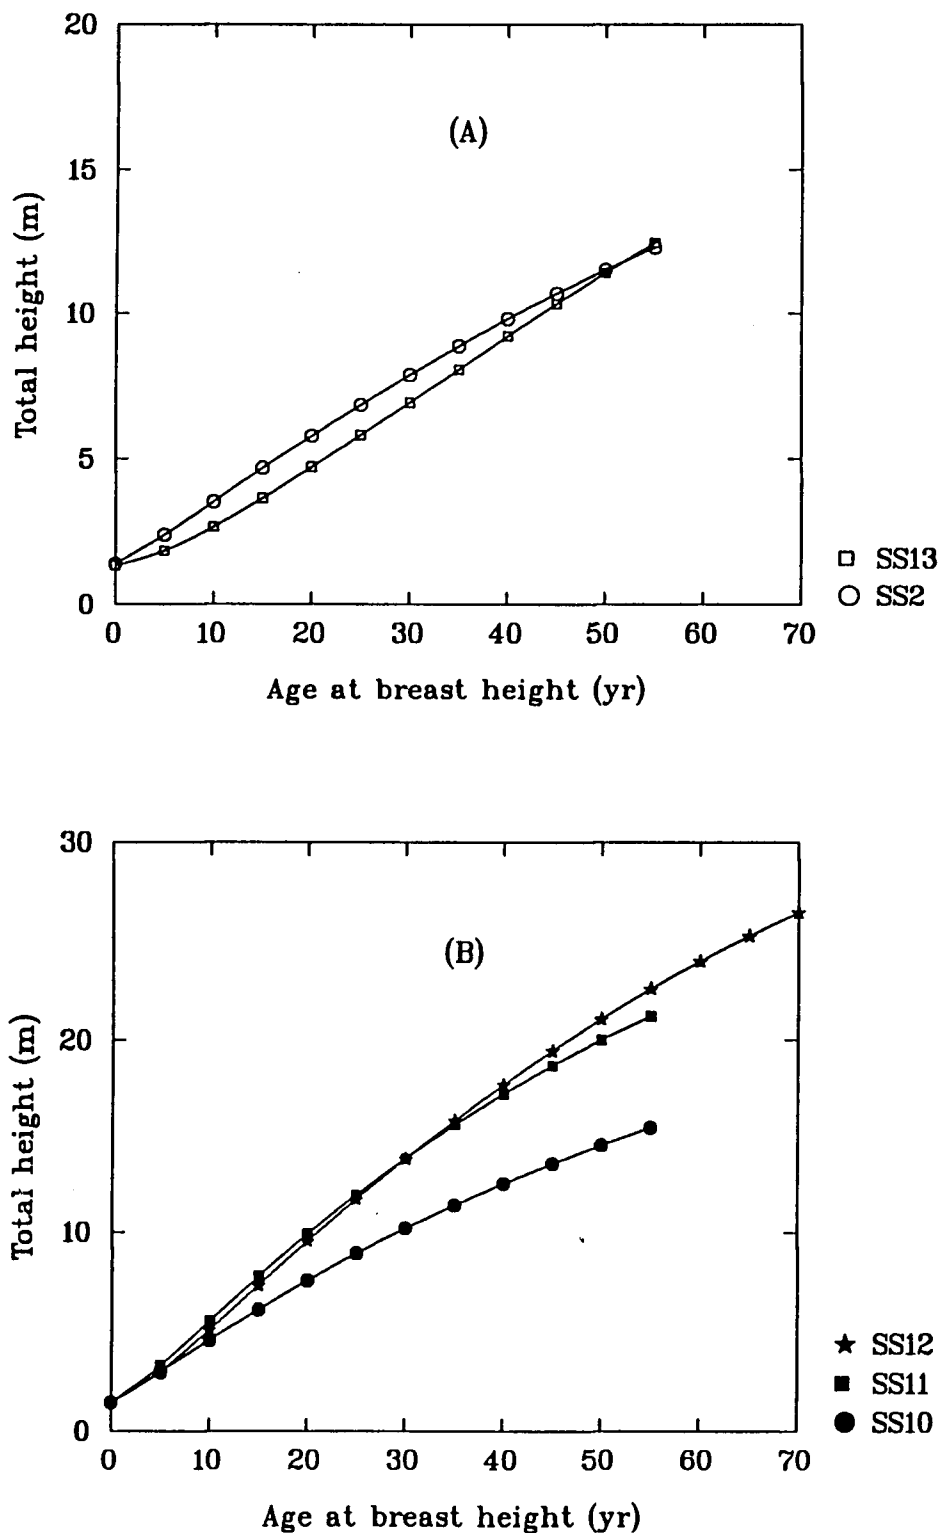 20
(A)
15
Total height (m)
10
5
SS13
0
SS2
0 10 20 30 40 50 60 70
Age at breast height (yr)
30
(B)
20
Total height (m)
10
SS12
SS11
0
SS10
0 10 20 30 40 50 60 70
Age at breast height (yr)